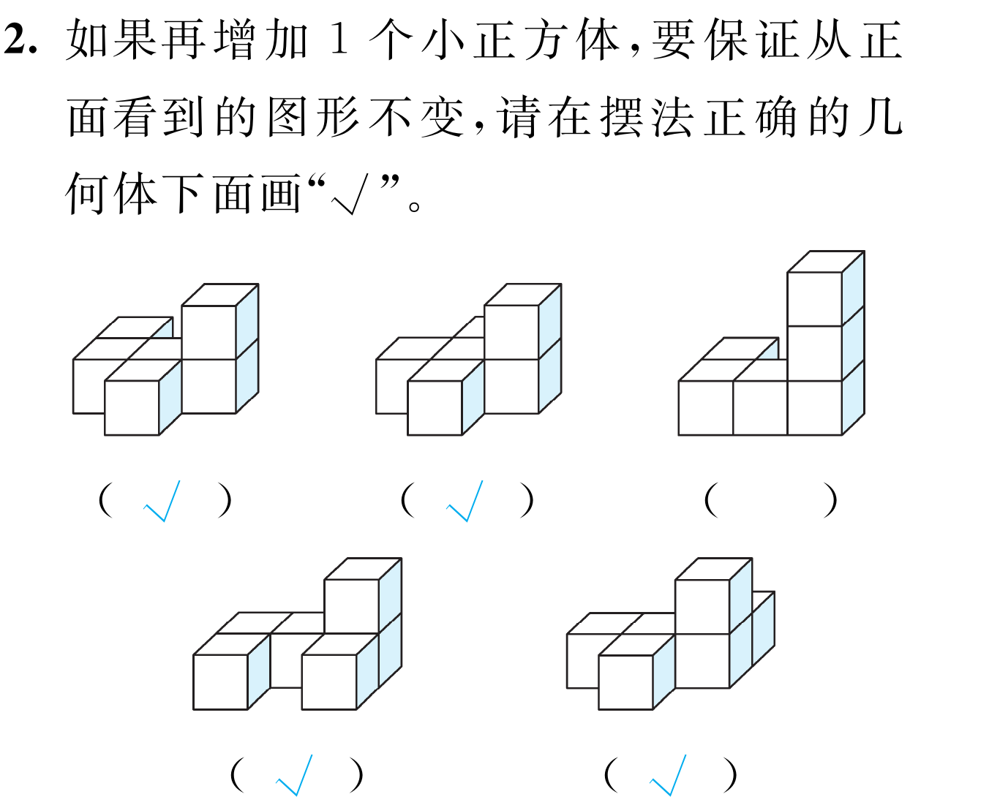 2. 如果再增加 1 个小正方体,要保证从正
面看到的图形不变,请在摆法正确的几
何体下面画“√”。
( √ ) ( √ ) ( )
( √ ) ( √ )